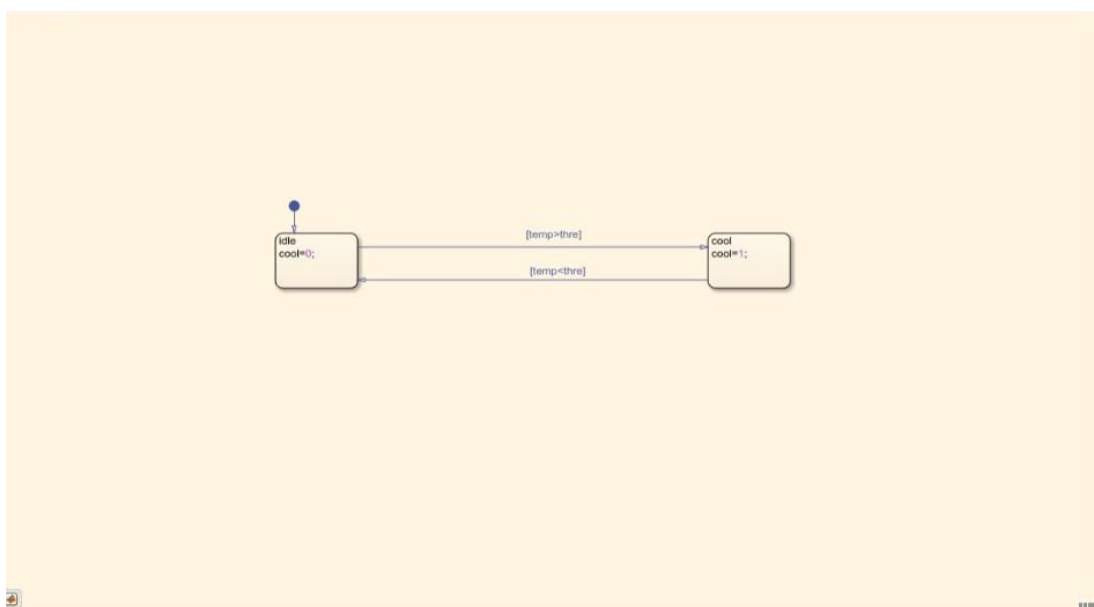 [temp>thre]
idle
cool=0;
cool
cool=1;
[temp<thre]